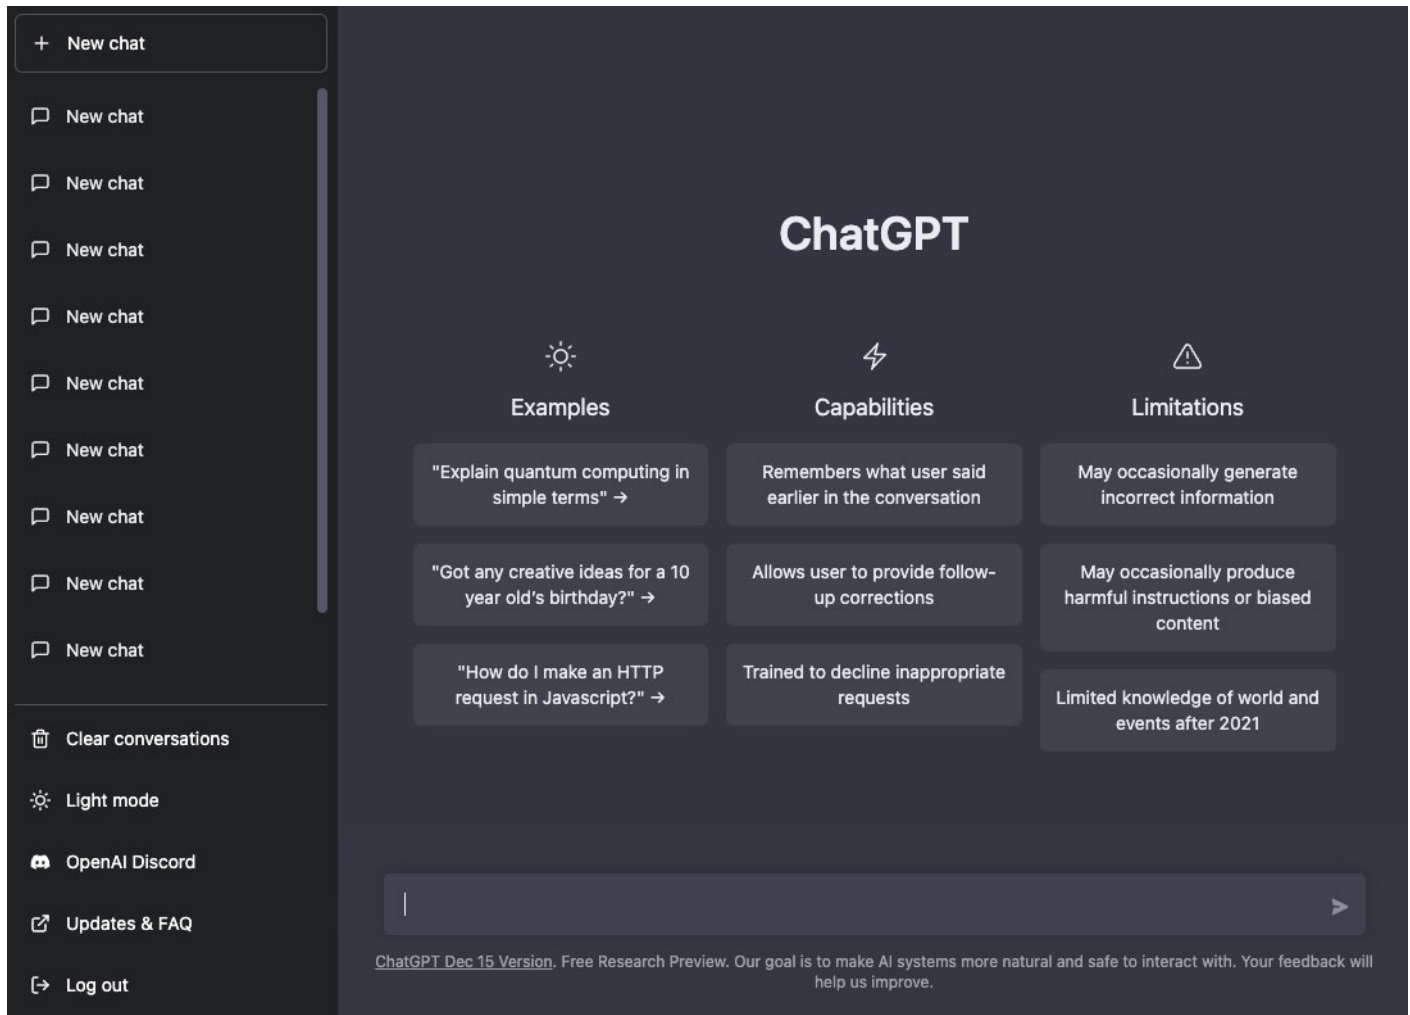 New chat
New chat
New chat
New chat
New chat
New chat
New chat
New chat
New chat
New chat
Clear conversations
Light mode
OpenAI Discord
Updates & FAQ
Log out
ChatGPT
Examples
"Explain quantum computing in
simple terms" →
"Got any creative ideas for a 10
year old's birthday?" →
"How do I make an HTTP
request in Javascript?" →
Capabilities
Remembers what user said
earlier in the conversation
Allows user to provide follow-
up corrections
Trained to decline inappropriate
requests
Limitations
May occasionally generate
incorrect information
May occasionally produce
harmful instructions or biased
content
Limited knowledge of world and
events after 2021
ChatGPT Dec 15 Version. Free Research Preview. Our goal is to make AI systems more natural and safe to interact with. Your feedback will
help us improve.